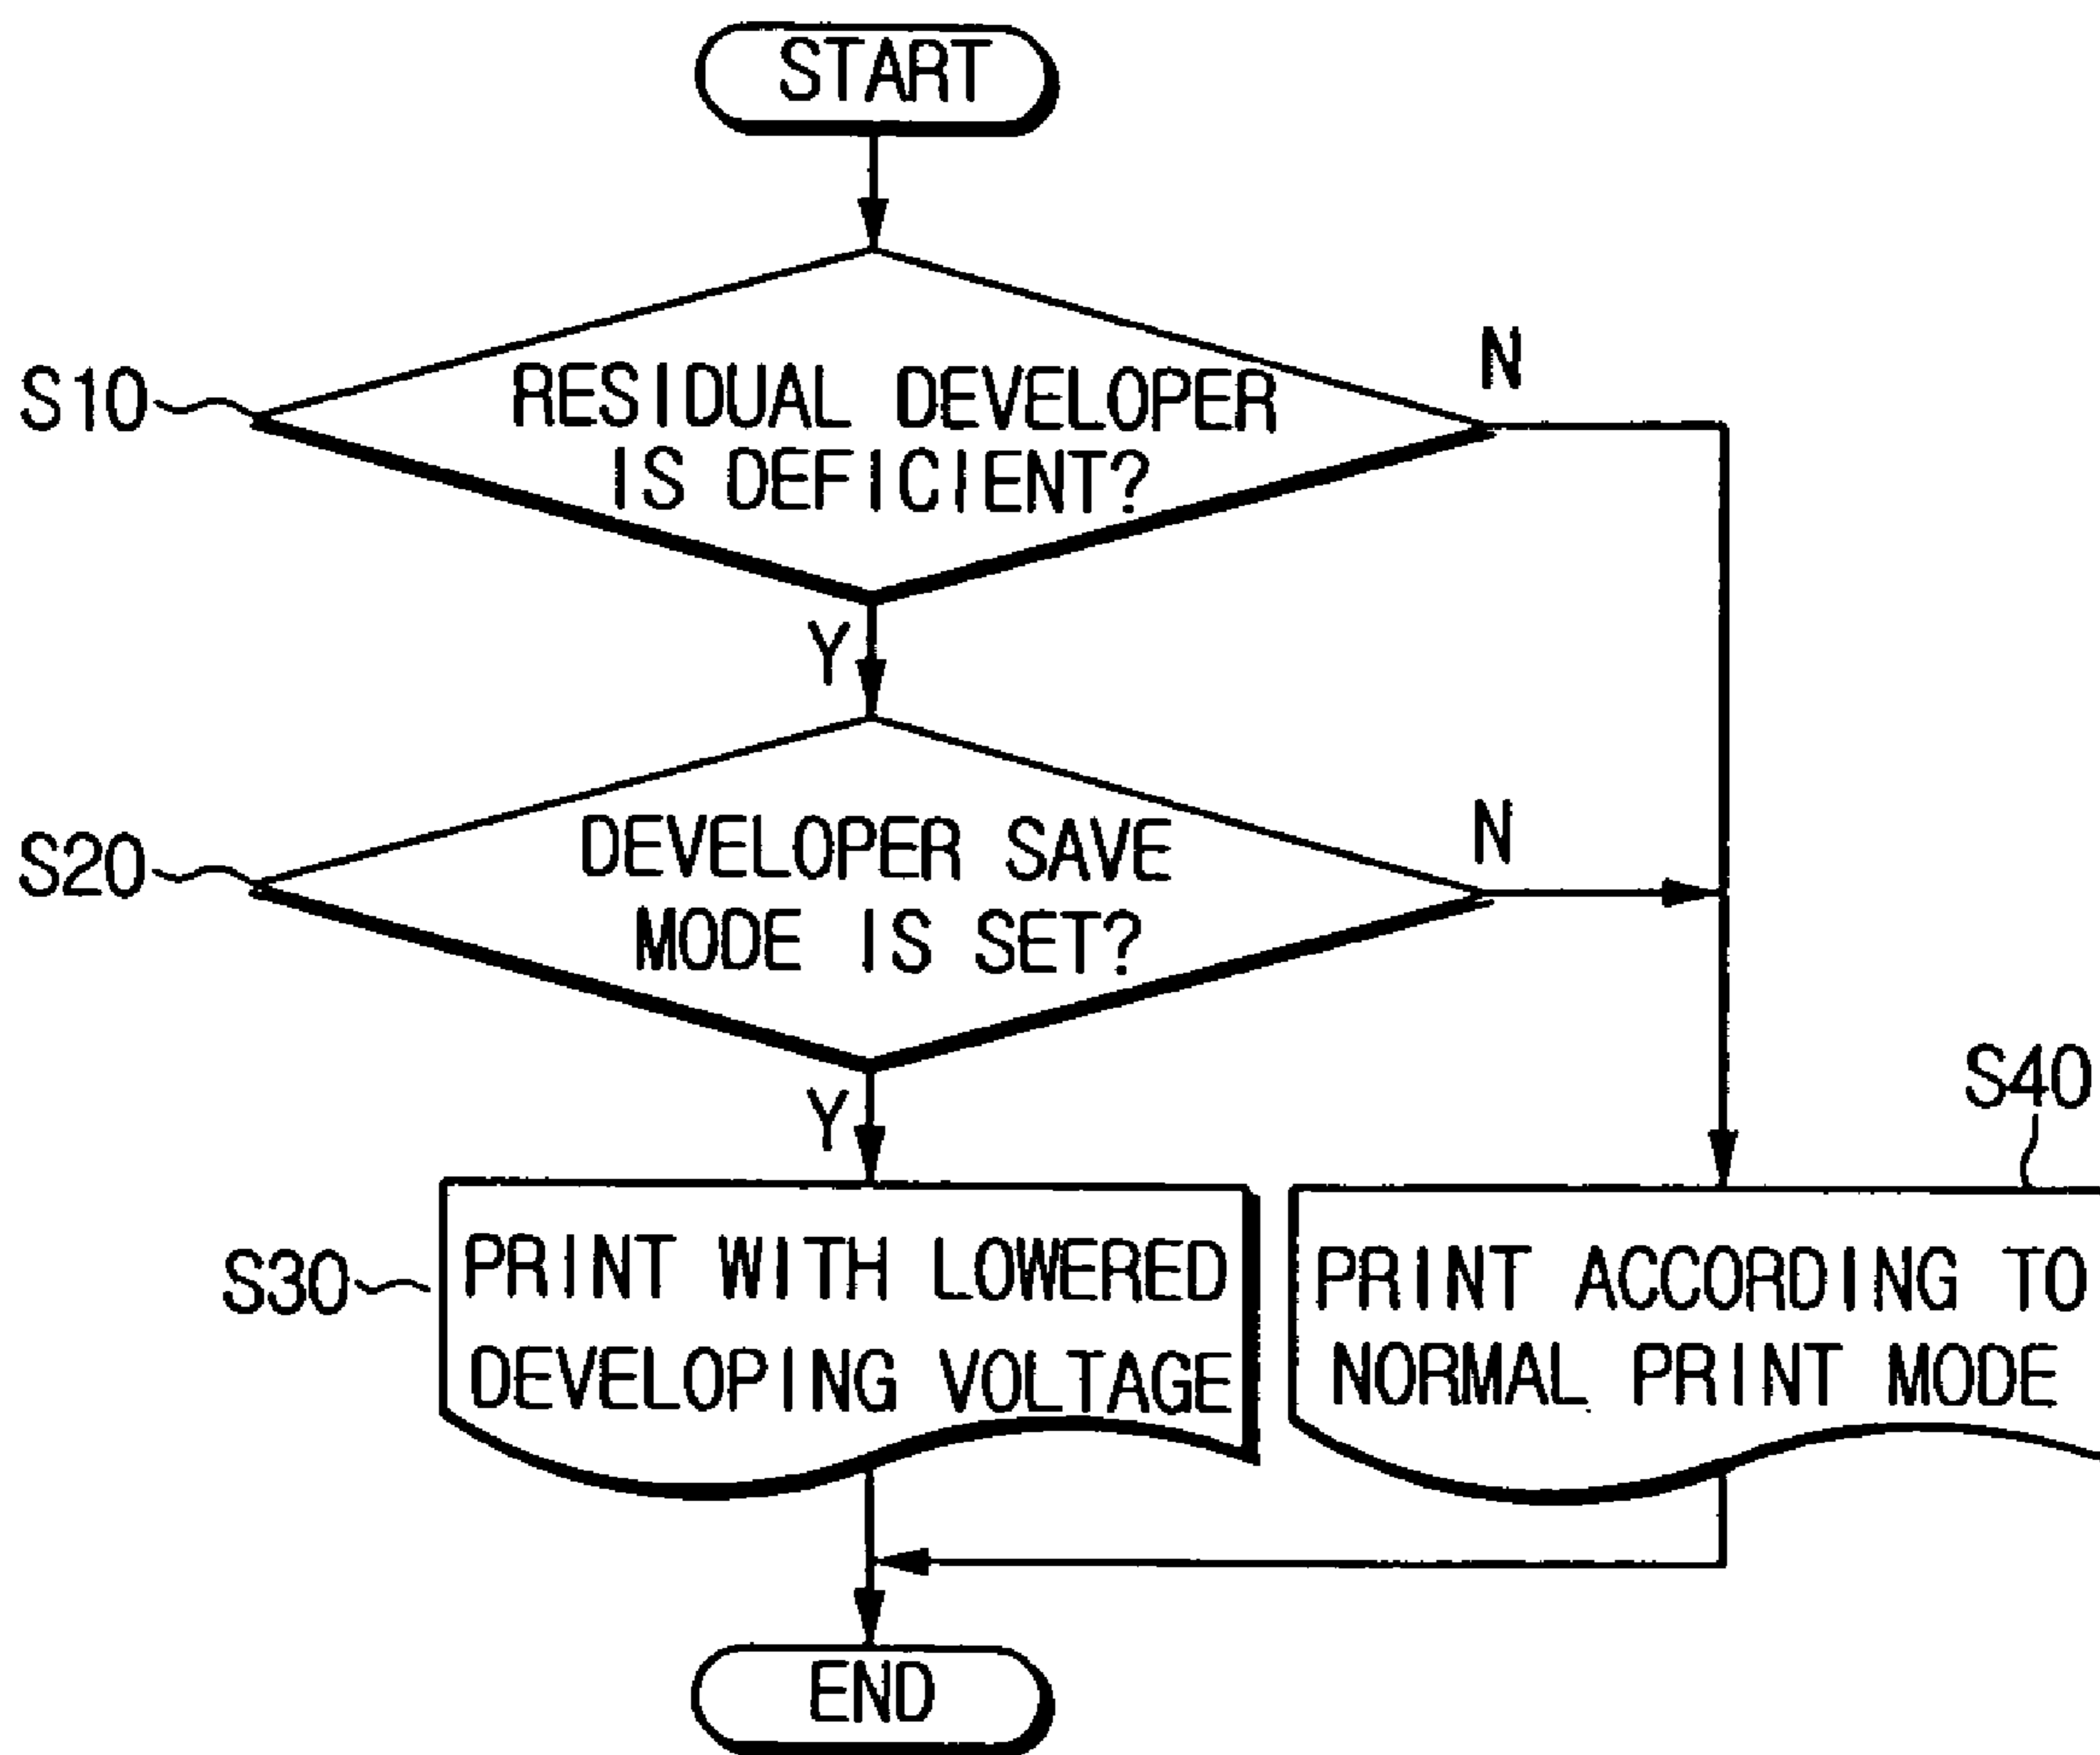 START
S10
RESIDUAL DEVELOPER
IS DEFICIENT?
N
Y
S20
DEVELOPER SAVE
MODE IS SET?
N
Y
S30
PRINT WITH LOWERED
DEVELOPING VOLTAGE
S40
PRINT ACCORDING TO
NORMAL PRINT MODE
END